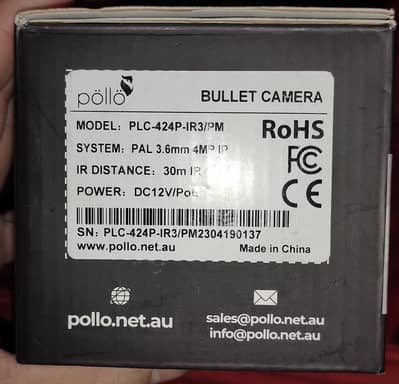 pöllö
BULLET CAMERA
MODEL: PLC-424P-IR3/PM
RoHS
SYSTEM: PAL 3.6mm 4MP IP
FC
IR DISTANCE: 30m IR
CE
POWER: DC12V/PoE
SN: PLC-424P-IR3/PM2304190137
www.pollo.net.au
Made in China
pollo.net.au
sales@pollo.net.au
info@pollo.net.au